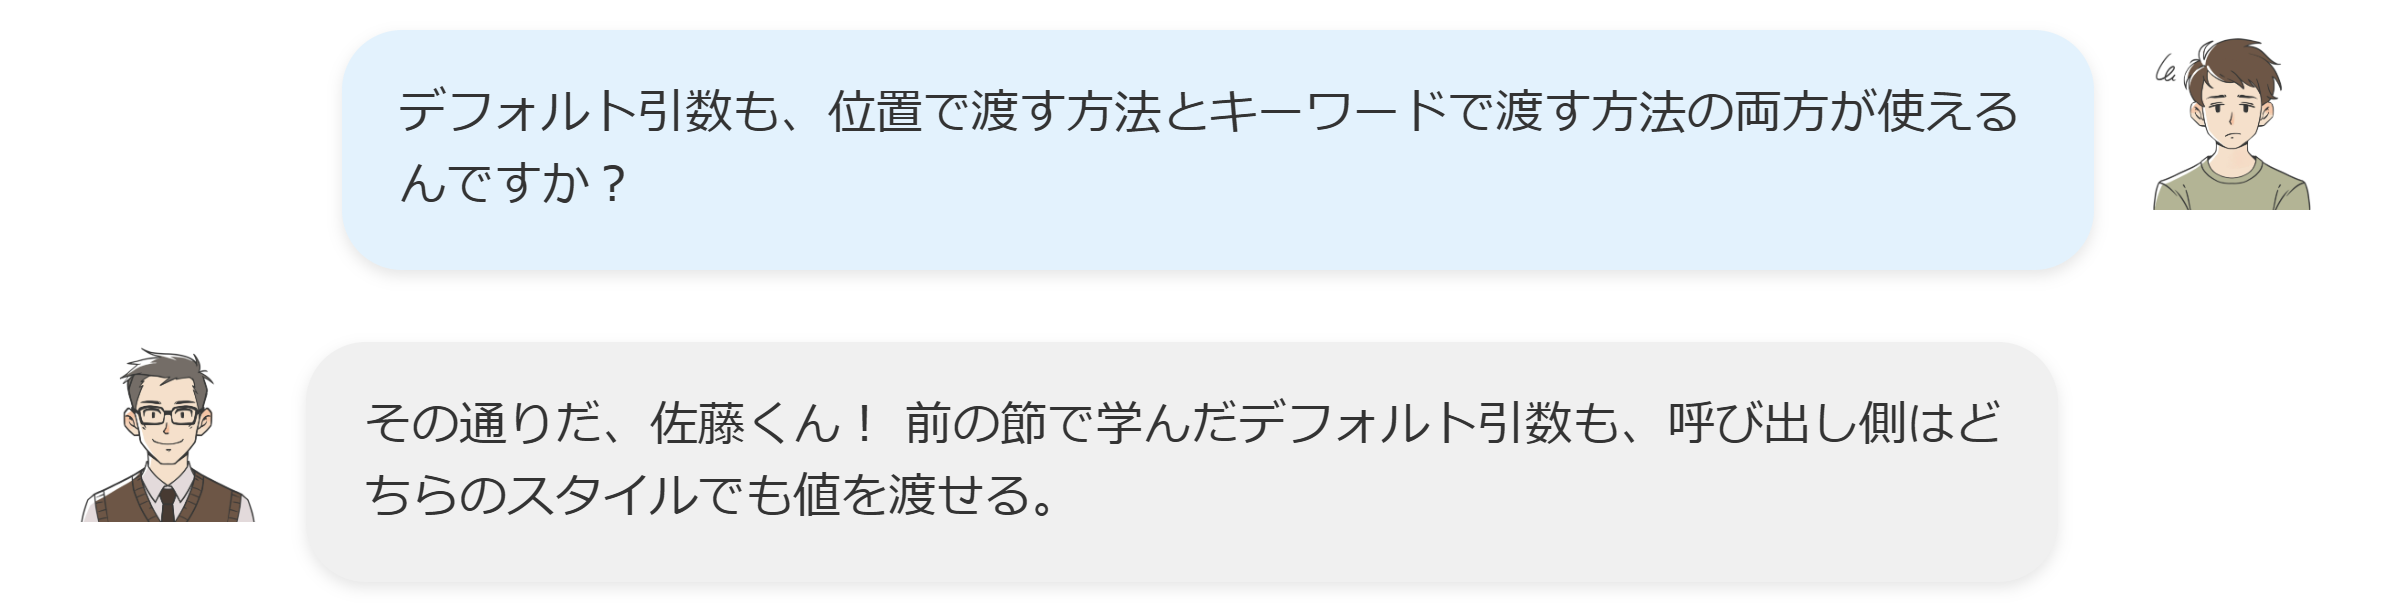 デフォルト引数も、位置で渡す方法とキーワードで渡す方法の両方が使える
んですか？
その通りだ、佐藤くん！ 前の節で学んだデフォルト引数も、呼び出し側はど
ちらのスタイルでも値を渡せる。